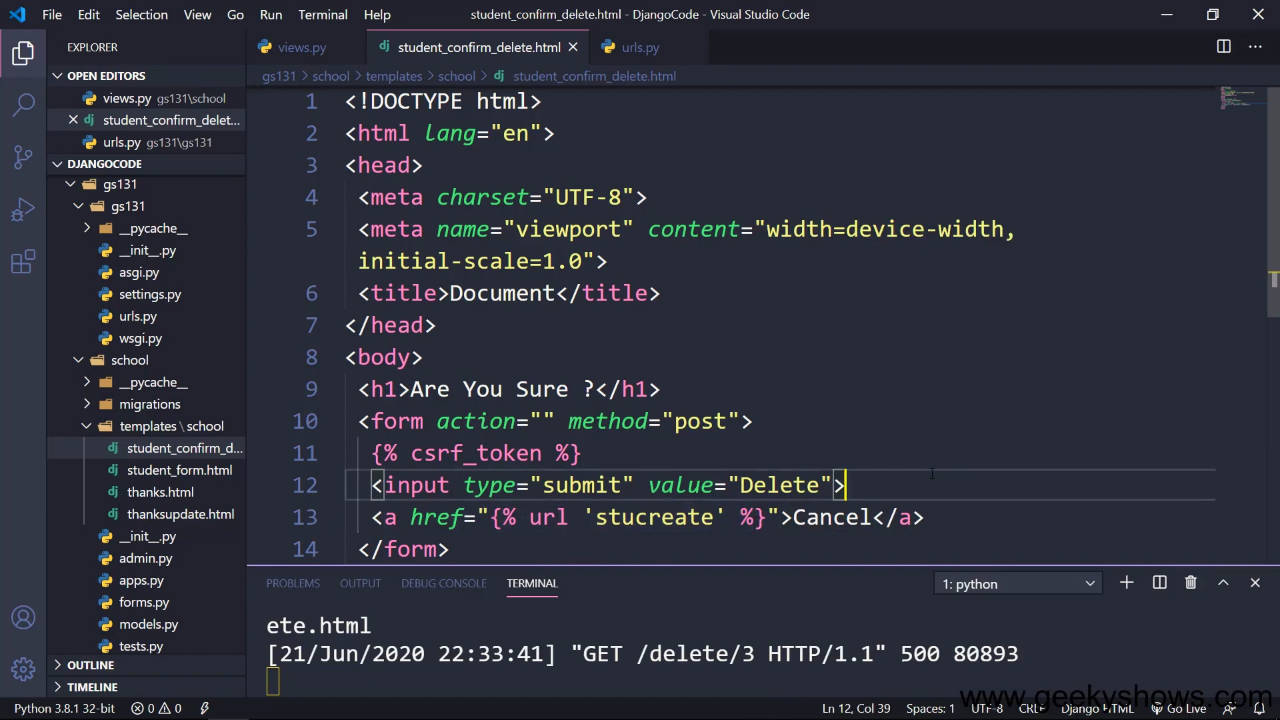 File Edit Selection View Go Run Terminal Help student_confirm_delete.html - DjangoCode - Visual Studio Code
EXPLORER
OPEN EDITORS
views.py gs131\school
student_confirm_delet...
urls.py gs131\gs131
DJANGOCODE
gs131
gs131
__pycache__
__init__.py
asgi.py
settings.py
urls.py
wsgi.py
school
__pycache__
migrations
templates \ school
student_confirm_d...
student_form.html
thanks.html
thanksupdate.html
__init__.py
admin.py
apps.py
forms.py
models.py
tests.py
OUTLINE
TIMELINE
views.py student_confirm_delete.html urls.py
gs131 > school > templates > school > student_confirm_delete.html
1 <!DOCTYPE html>
2 <html lang="en">
3 <head>
4 <meta charset="UTF-8">
5 <meta name="viewport" content="width=device-width,
initial-scale=1.0">
6 <title>Document</title>
7 </head>
8 <body>
9 <h1>Are You Sure ?</h1>
10 <form action="" method="post">
11 {% csrf_token %}
12 <input type="submit" value="Delete">
13 <a href="{% url 'stucreate' %}">Cancel</a>
14 </form>
PROBLEMS OUTPUT DEBUG CONSOLE TERMINAL 1: python
ete.html
[21/Jun/2020 22:33:41] "GET /delete/3 HTTP/1.1" 500 80893
www.geekyshows.com
Python 3.8.1 32-bit 0 0 Ln 12, Col 39 Spaces: 1 UTF-8 CRLF Django HTML Go Live